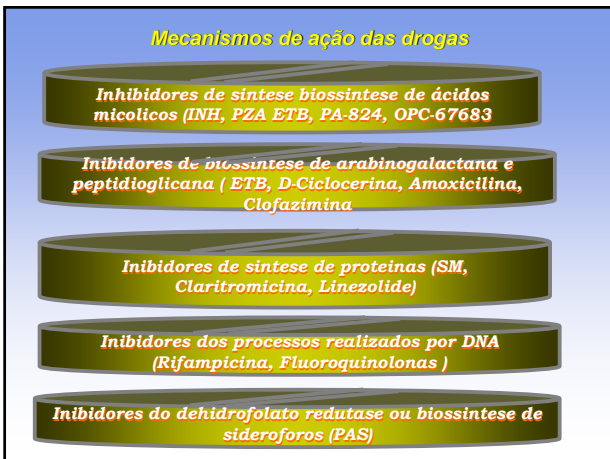 Mecanismos de ação das drogas
Inhibidores de sintese biossintese de ácidos
micolicos (INH, PZA ETB, PA-824, OPC-67683
Inibidores de biossintese de arabinogalactana e
peptidioglicana ( ETB, D-Ciclocerina, Amoxicilina,
Clofazimina
Inibidores de sintese de proteinas (SM,
Claritromicina, Linezolide)
Inibidores dos processos realizados por DNA
(Rifampicina, Fluoroquinolonas )
Inibidores do dehidrofolato redutase ou biossintese de
sideroforos (PAS)